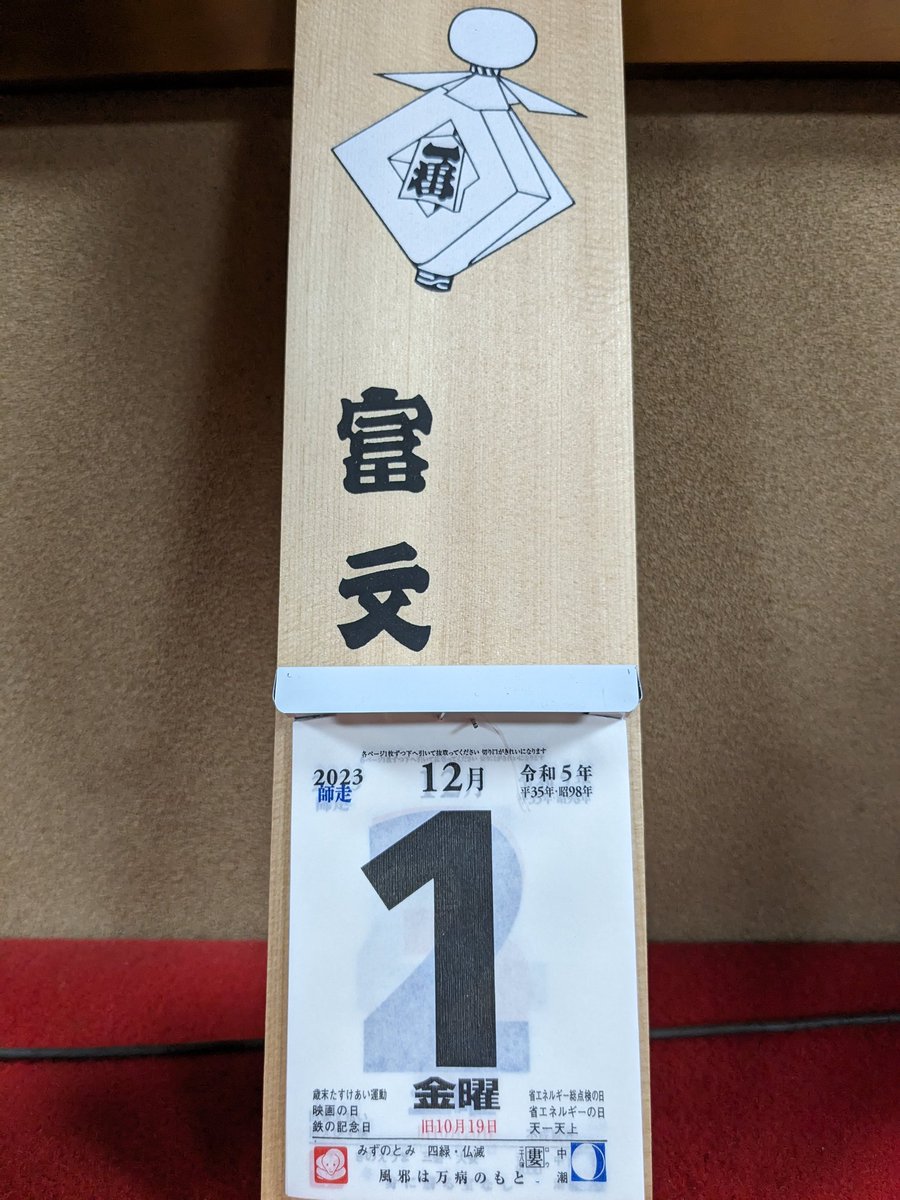 一番
富
文
各ページ1枚ずつ下へ引いて抜取ってください 切り口がきれいになります
2023
師走
12月
令和5年
平35年·昭98年
1
金曜
歳末たすけあい運動
映画の日
鉄の記念日
旧10月19日
省エネルギー総点検の日
省エネルギーの日
天一天上
みずのとみ 四緑·仏滅
風邪は万病のもと
婁
中潮